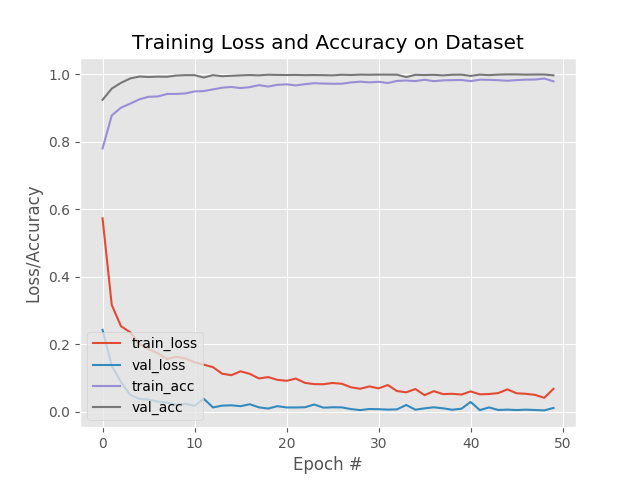 Training Loss and Accuracy on Dataset
Loss/Accuracy
1.0
0.8
0.6
0.4
0.2
0.0
train_loss
val_loss
train_acc
val_acc
0 10 20 30 40 50
Epoch #